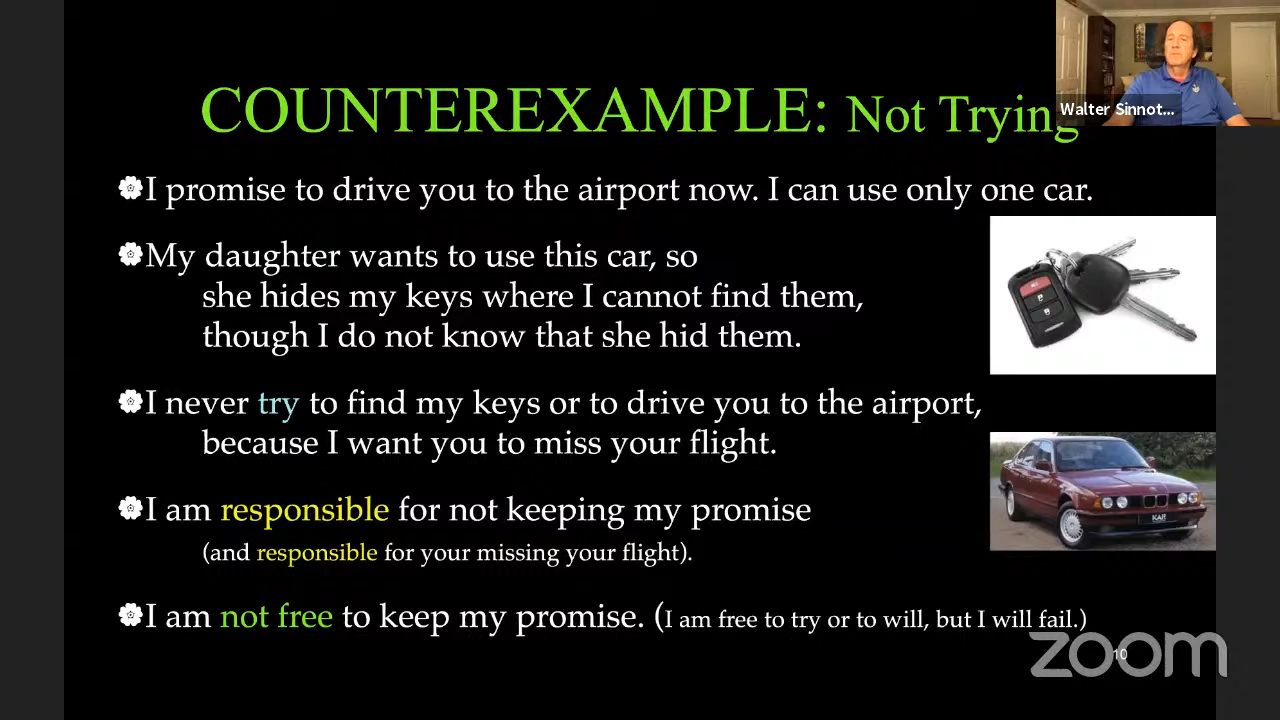 COUNTEREXAMPLE: Not Trying
Walter Sinnot...
I promise to drive you to the airport now. I can use only one car.
My daughter wants to use this car, so
she hides my keys where I cannot find them,
though I do not know that she hid them.
I never try to find my keys or to drive you to the airport,
because I want you to miss your flight.
I am responsible for not keeping my promise
(and responsible for your missing your flight).
I am not free to keep my promise. (I am free to try or to will, but I will fail.)
10
zoom